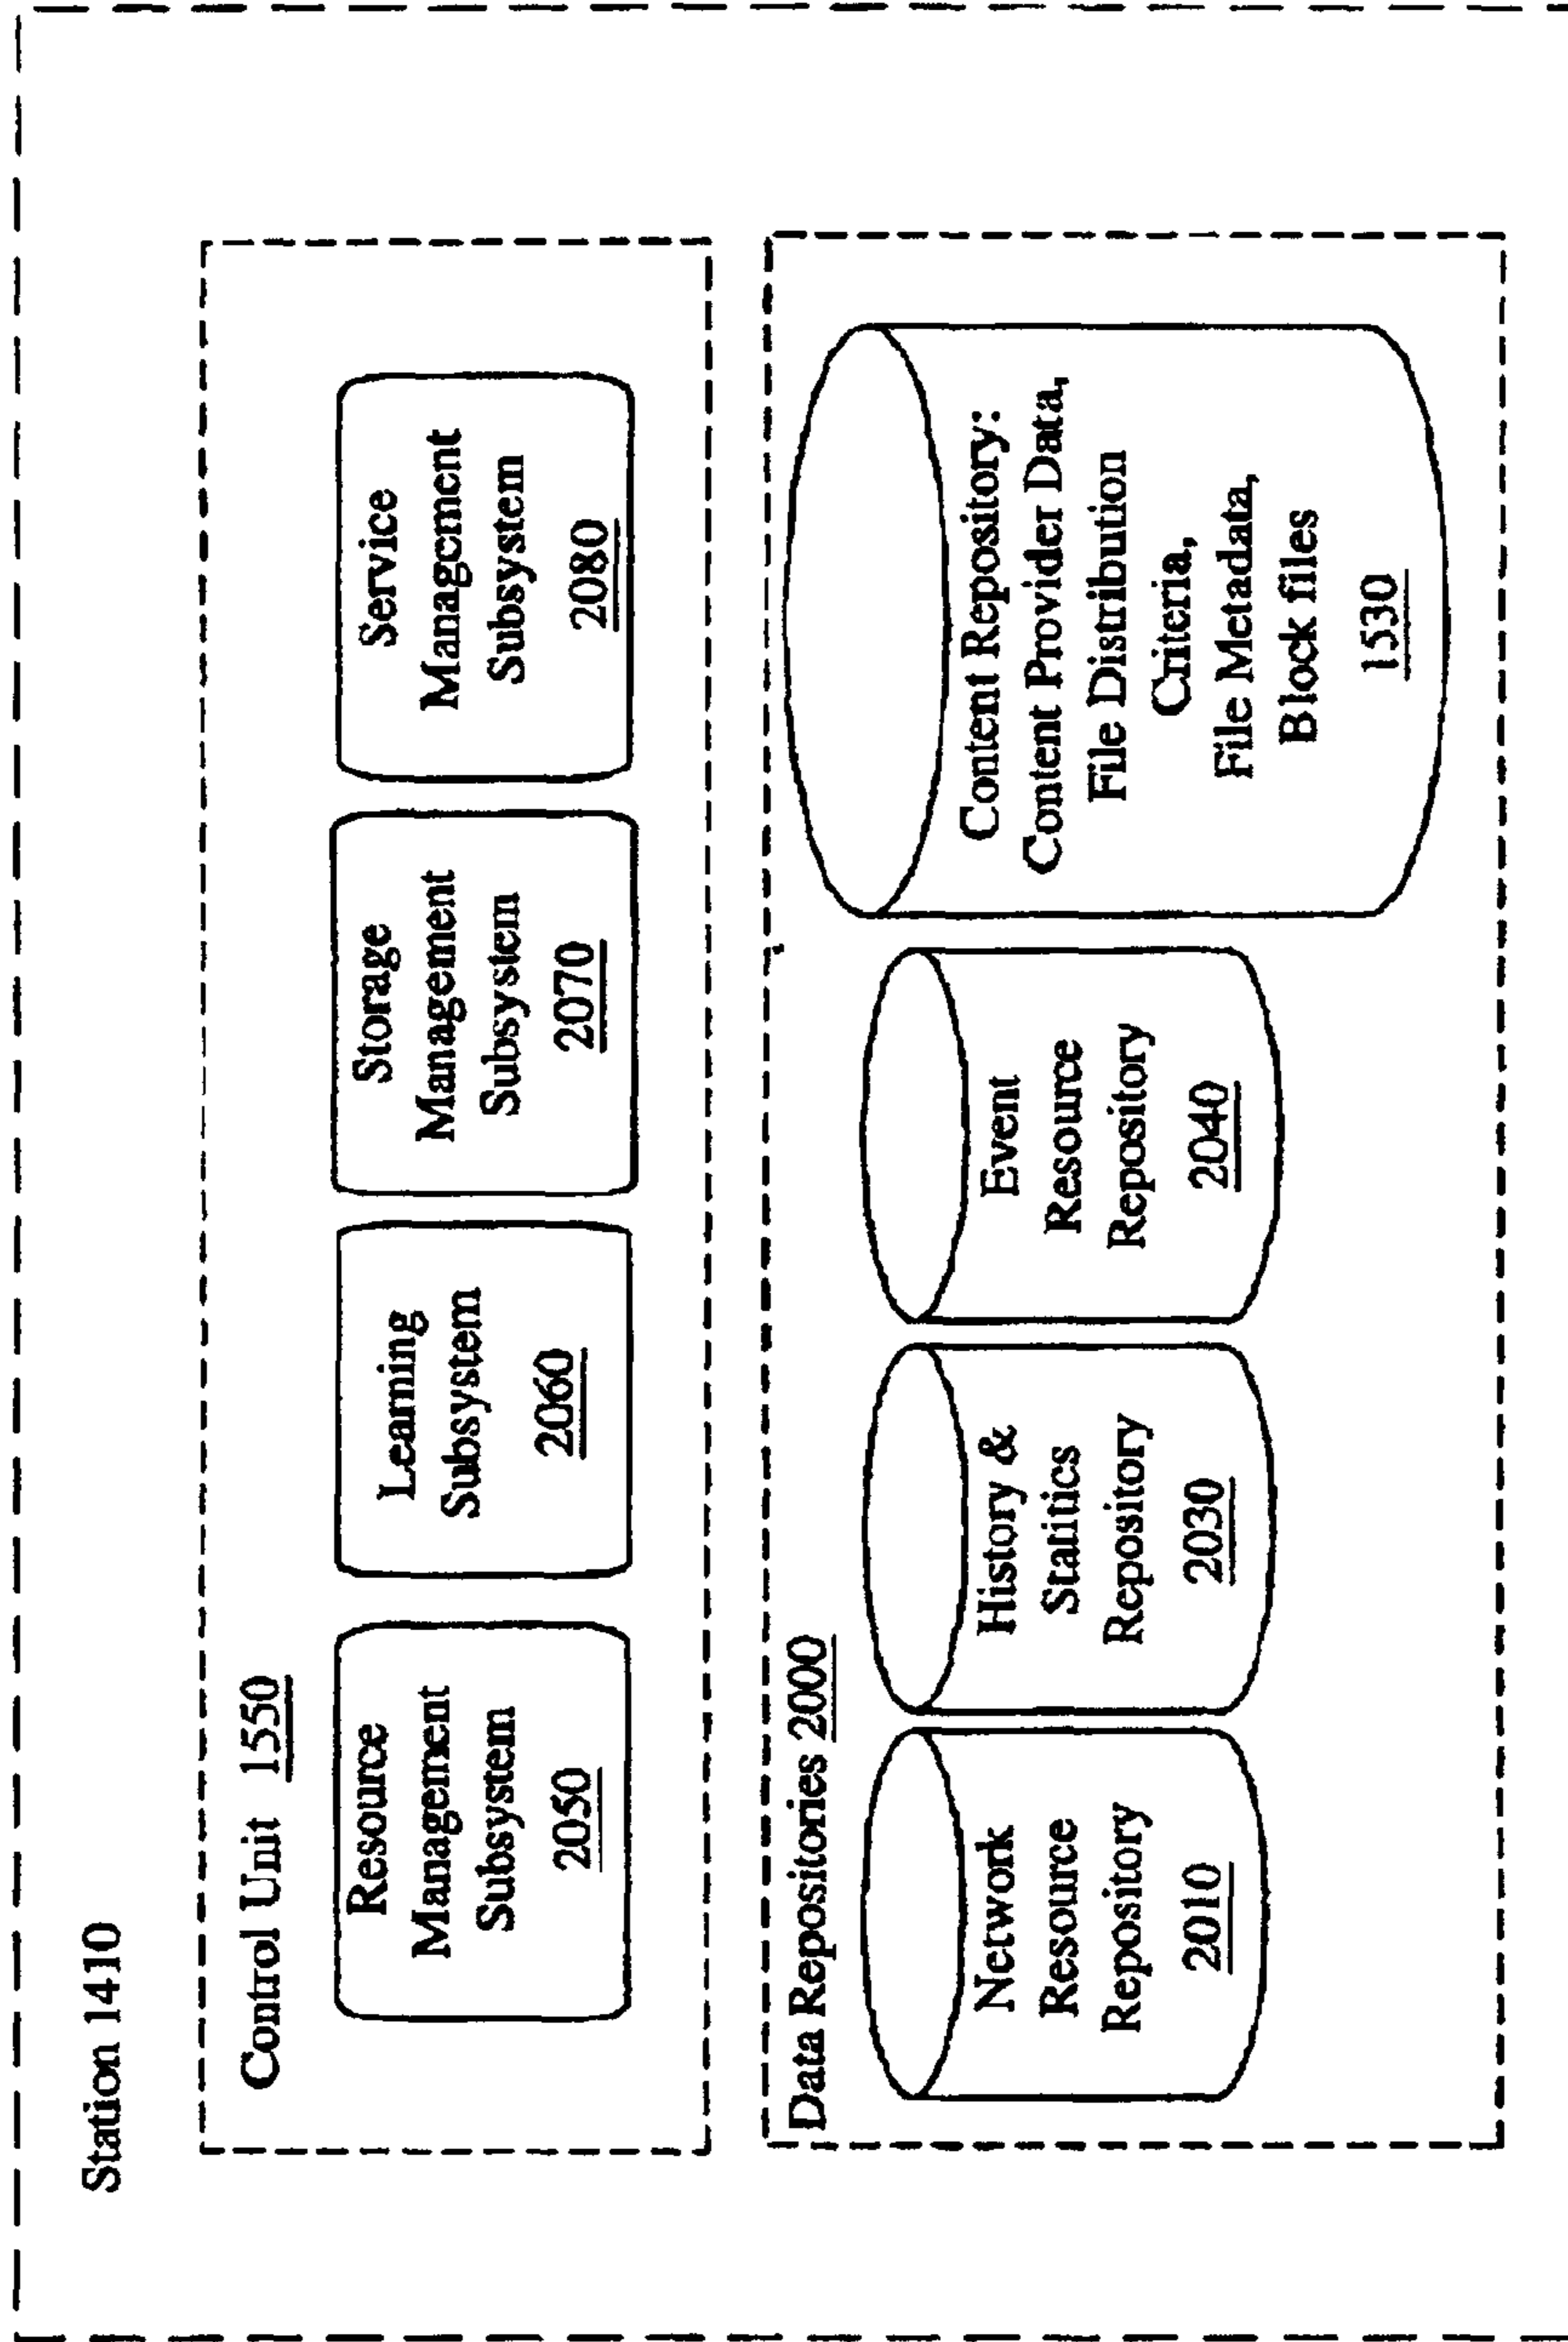 Station 1410
Control Unit 1550
Resource
Management
Subsystem
2050
Learning
Subsystem
2060
Storage
Management
Subsystem
2070
Service
Management
Subsystem
2080
Data Repositories 2000
Network
Resource
Repository
2010
History &
Statitics
Repository
2030
Event
Resource
Repository
2040
Content Repository:
Content Provider Data,
File Distribution
Criteria,
File Metadata,
Block files
1530